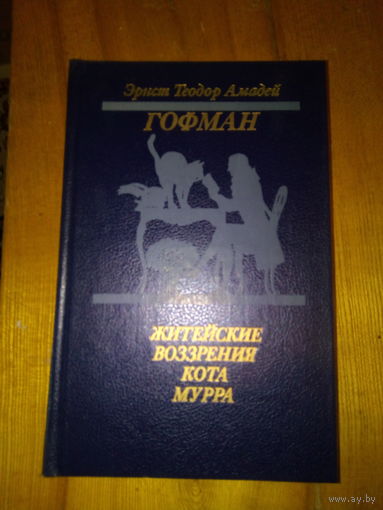 Эрнст Теодор Амадей
ГОФМАН
ЖИТЕЙСКИЕ
ВОЗЗРЕНИЯ
КОТА
МУРРА
www.ay.by